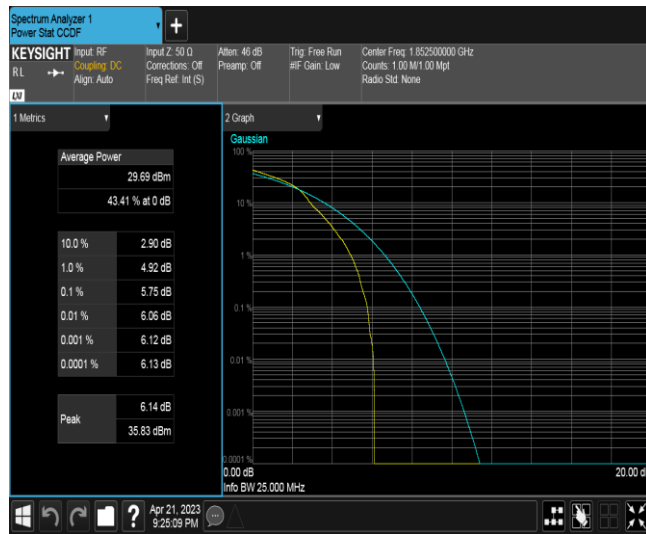 Spectrum Analyzer 1
Power Stat CCDF
+
KEYSIGHT
RL
LXI
Input: RF
Coupling: DC
Align: Auto
Input Z: 50 Ω
Corrections: Off
Freq Ref: Int (S)
Atten: 46 dB
Preamp: Off
Trig: Free Run
#IF Gain: Low
Center Freq: 1.852500000 GHz
Counts: 1.00 M/1.00 Mpt
Radio Std: None
1 Metrics
Average Power
29.69 dBm
43.41 % at 0 dB
10.0 % 2.90 dB
1.0 % 4.92 dB
0.1 % 5.75 dB
0.01 % 6.06 dB
0.001 % 6.12 dB
0.0001 % 6.13 dB
Peak 6.14 dB
35.83 dBm
2 Graph
Gaussian
100 %
10 %
1 %
0.1 %
0.01 %
0.001 %
0.0001 %
0.00 dB 20.00 d
Info BW 25.000 MHz
?
Apr 21, 2023
9:25:09 PM